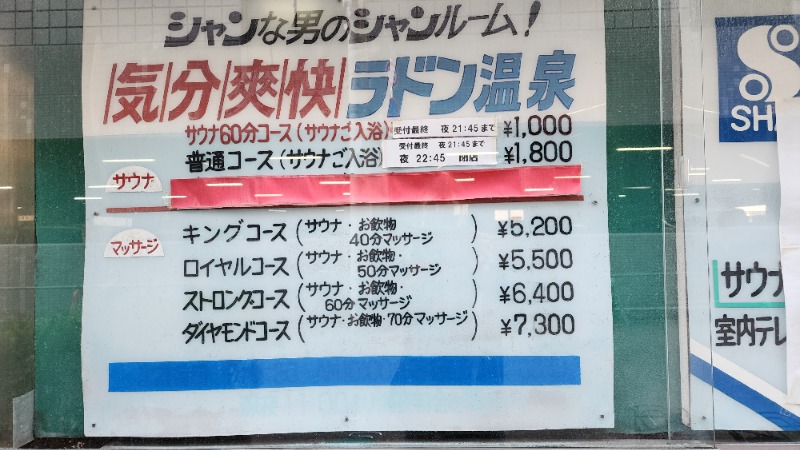 シャンな男のシャンルーム!
気分爽快ラドン温泉
サウナ60分コース(サウナご入浴) 受付最終 夜21:45まで ¥1,000
普通コース(サウナご入浴) 受付最終 夜21:45まで 夜 22:45 閉店 ¥1,800
サウナ
マッサージ
キングコース(サウナ・お飲物 40分マッサージ) ¥5,200
ロイヤルコース(サウナ・お飲物・50分マッサージ) ¥5,500
ストロングコース(サウナ・お飲物・60分マッサージ) ¥6,400
ダイヤモンドコース(サウナ・お飲物・70分マッサージ) ¥7,300
SHA
サウナ
室内テレ